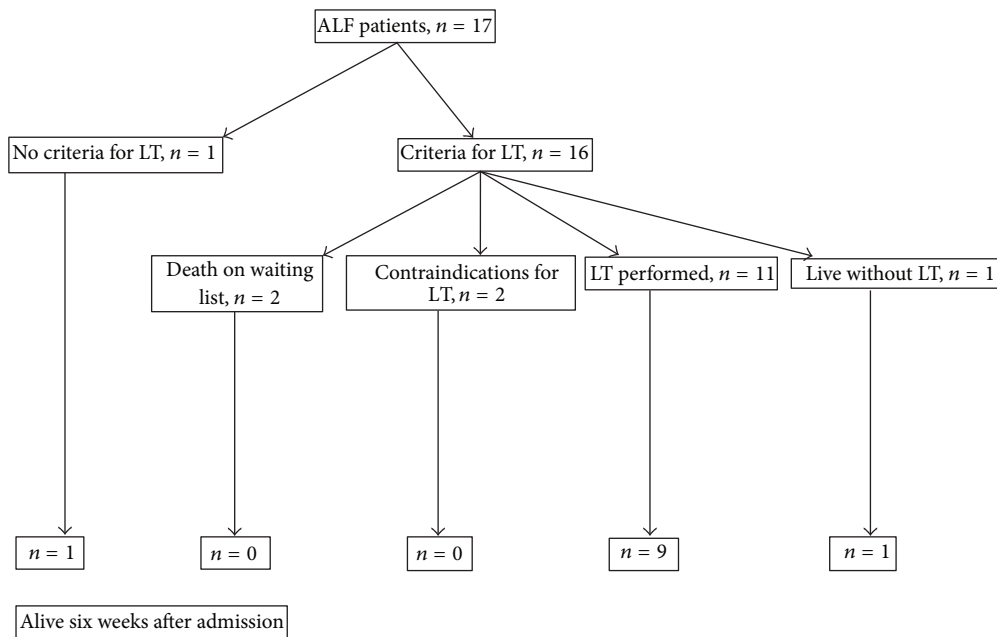 ALF patients, n = 17
No criteria for LT, n = 1
Criteria for LT, n = 16
Death on waiting
list, n = 2
Contraindications for
LT, n = 2
LT performed, n = 11
Live without LT, n = 1
n = 1
n = 0
n = 0
n = 9
n = 1
Alive six weeks after admission